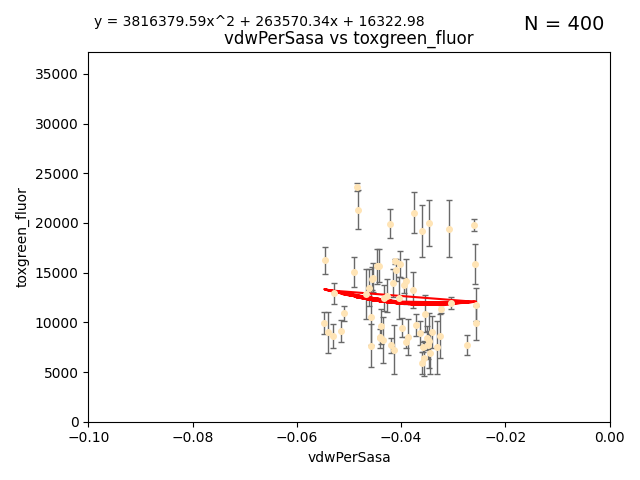 y = 3816379.59x^2 + 263570.34x + 16322.98
N = 400
vdwPerSasa vs toxgreen_fluor
35000
30000
25000
20000
15000
10000
5000
0
toxgreen_fluor
−0.10 −0.08 −0.06 −0.04 −0.02 0.00
vdwPerSasa